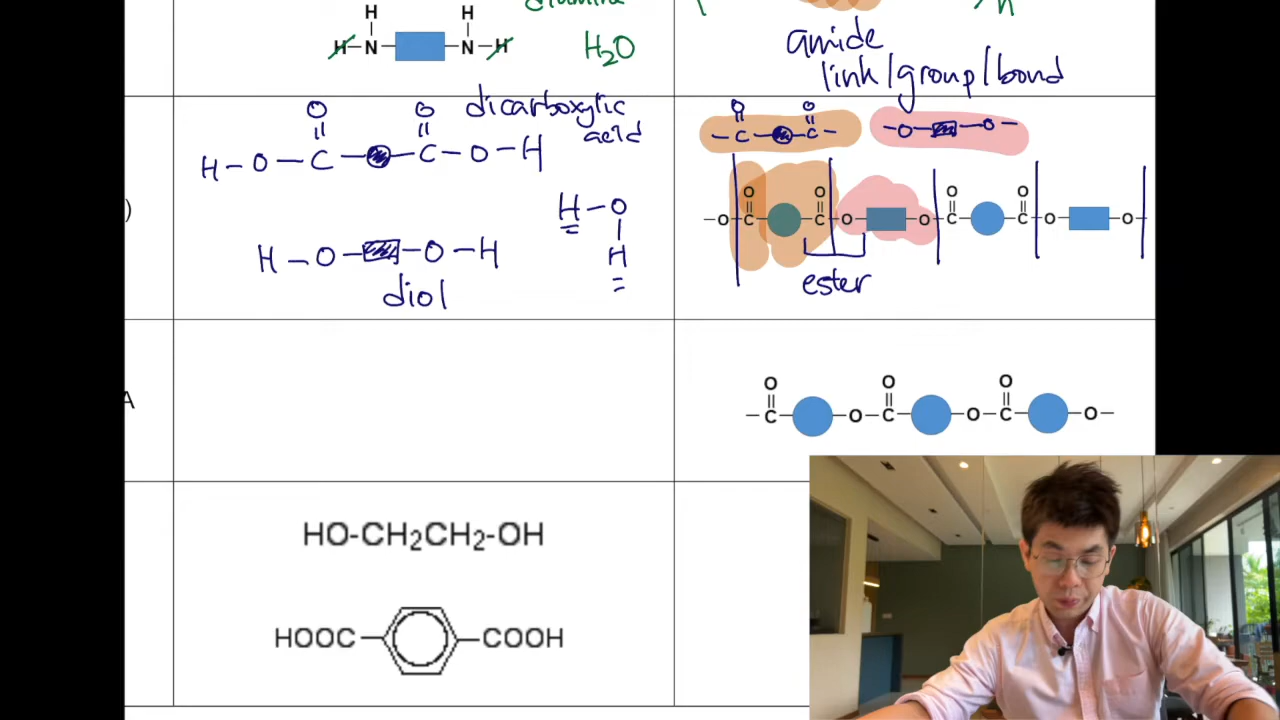 H H
H-N N-H
H2O
amide
link/group/bond
O O
dicarboxylic
acid
H-O-C C-O-H
O O
-C C-
-O O-
)
H-O
H
O O O O
-O C C O O C C O O-
H-O O-H
diol
ester
A
O O O
-C O-C O-C O-
HO-CH2CH2-OH
HOOC COOH